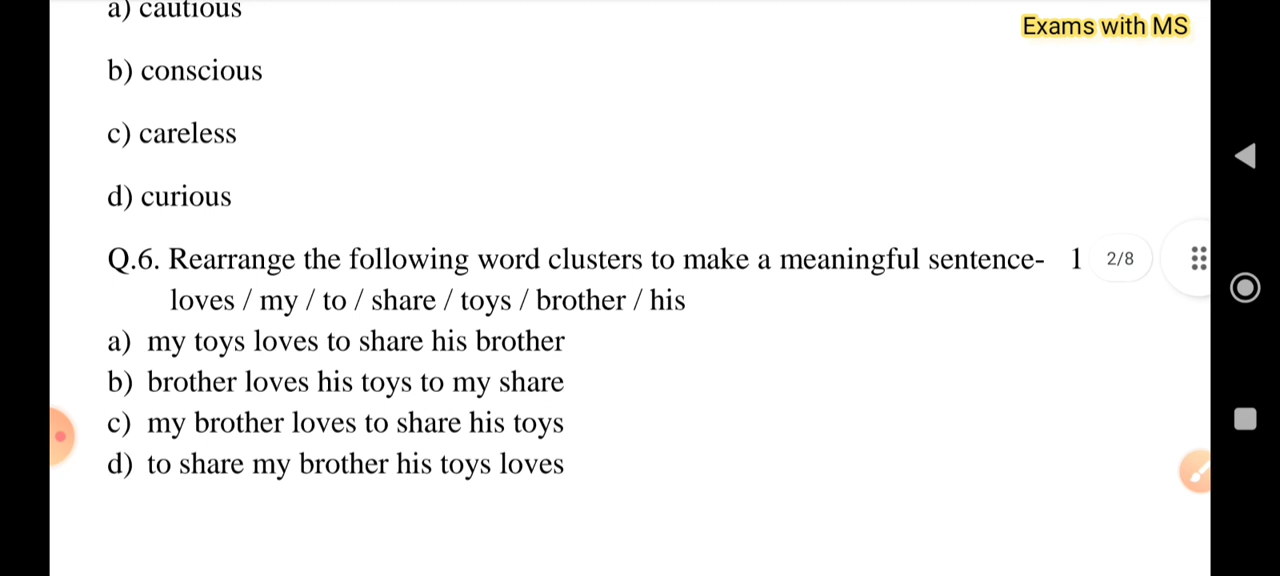 a) cautious
Exams with MS
b) conscious
c) careless
d) curious
Q.6. Rearrange the following word clusters to make a meaningful sentence- 1
2/8
loves / my / to / share / toys / brother / his
a) my toys loves to share his brother
b) brother loves his toys to my share
c) my brother loves to share his toys
d) to share my brother his toys loves